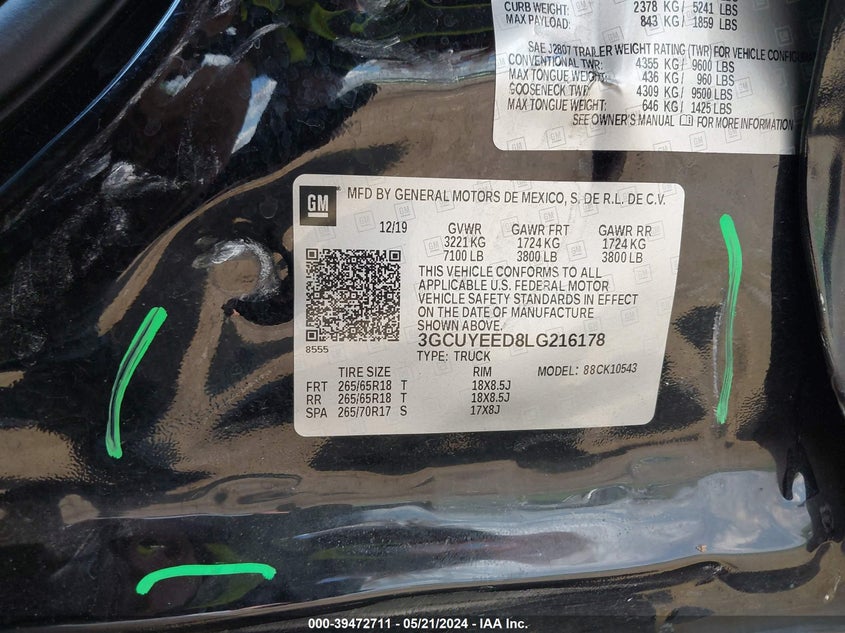 CURB WEIGHT: 2378 KG / 5241 LBS
MAX PAYLOAD: 843 KG / 1859 LBS
SAE J2807 TRAILER WEIGHT RATING (TWR) FOR VEHICLE
CONVENTIONAL TWR: 4355 KG / 9600 LBS
MAX TONGUE WEIGHT: 436 KG / 960 LBS
GOOSENECK TWR: 4309 KG / 9500 LBS
MAX TONGUE WEIGHT: 646 KG / 1425 LBS
SEE OWNER'S MANUAL FOR MORE INFORMATION
GM MFD BY GENERAL MOTORS DE MEXICO, S. DE R.L. DE C.V.
12/19 GVWR GAWR FRT GAWR RR
3221 KG 1724 KG 1724 KG
7100 LB 3800 LB 3800 LB
THIS VEHICLE CONFORMS TO ALL
APPLICABLE U.S. FEDERAL MOTOR
VEHICLE SAFETY STANDARDS IN EFFECT
ON THE DATE OF MANUFACTURE
SHOWN ABOVE.
8555
3GCUYEED8LG216178
TYPE: TRUCK
TIRE SIZE RIM MODEL: 88CK10543
FRT 265/65R18 T 18X8.5J
RR 265/65R18 T 18X8.5J
SPA 265/70R17 S 17X8J
000-39472711 - 05/21/2024 - IAA Inc.